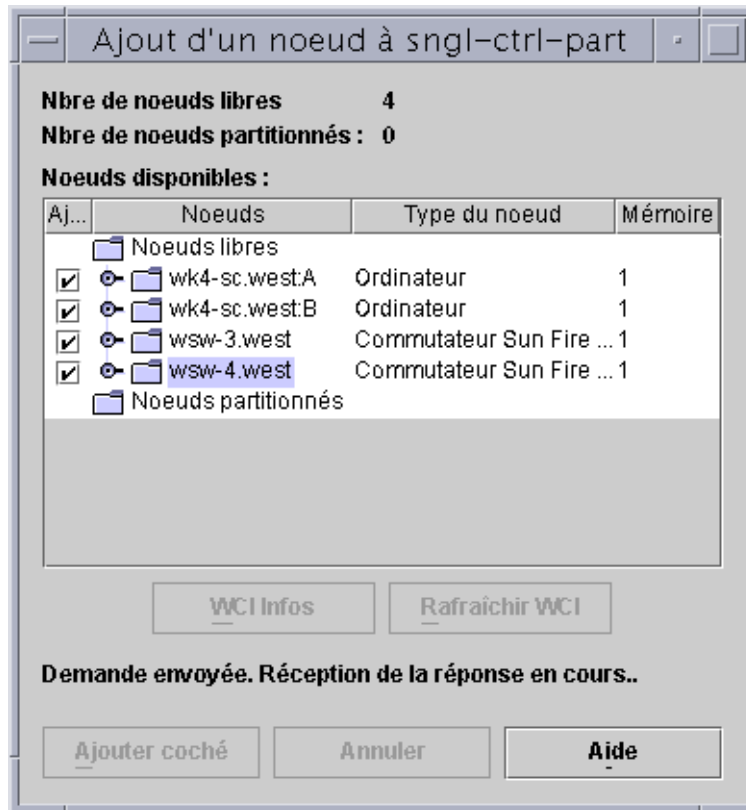 Ajout d'un noeud à sngl-ctrl-part
Nbre de noeuds libres 4
Nbre de noeuds partitionnés : 0
Noeuds disponibles :
Aj... Noeuds Type du noeud Mémoire
Noeuds libres
wk4-sc.west:A Ordinateur 1
wk4-sc.west:B Ordinateur 1
wsw-3.west Commutateur Sun Fire ... 1
wsw-4.west Commutateur Sun Fire ... 1
Noeuds partitionnés
WCI Infos Rafraîchir WCI
Demande envoyée. Réception de la réponse en cours..
Ajouter coché Annuler Aide